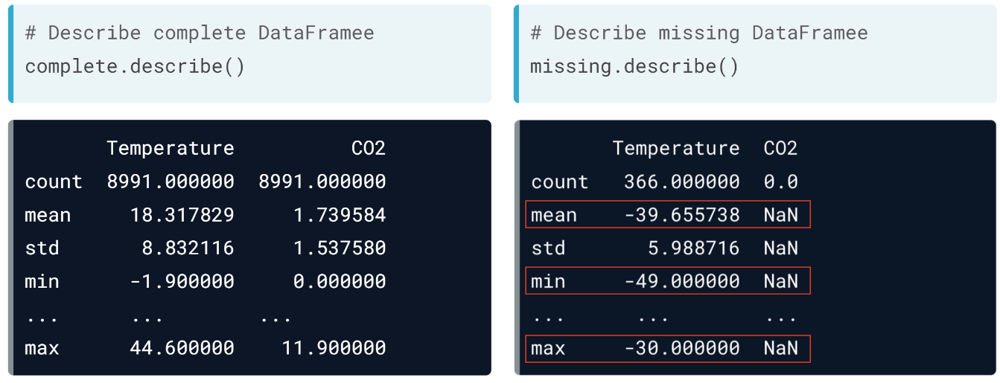 # Describe complete DataFramee
complete.describe()
Temperature CO2
count 8991.000000 8991.000000
mean 18.317829 1.739584
std 8.832116 1.537580
min -1.900000 0.000000
... ... ...
max 44.600000 11.900000
# Describe missing DataFramee
missing.describe()
Temperature CO2
count 366.000000 0.0
mean -39.655738 NaN
std 5.988716 NaN
min -49.000000 NaN
... ... ...
max -30.000000 NaN